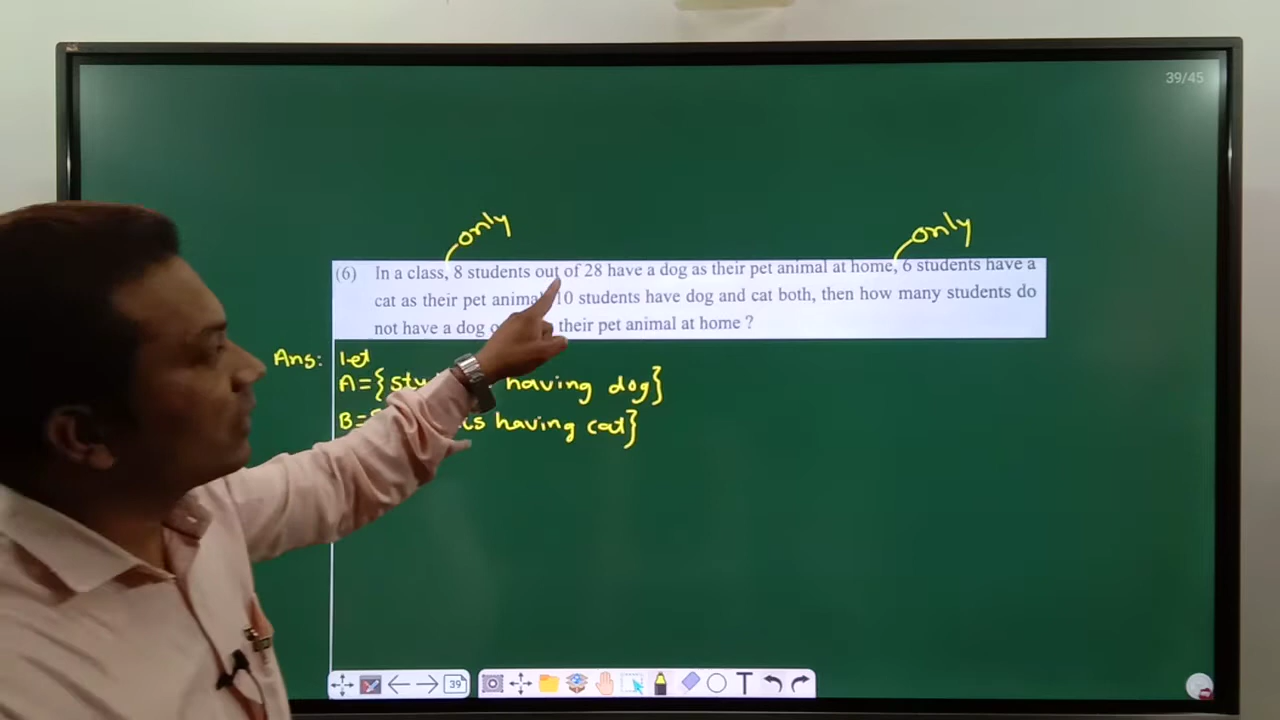 39/45
only
only
(6) In a class, 8 students out of 28 have a dog as their pet animal at home, 6 students have a
cat as their pet 10 students have dog and cat both, then how many students do
not have a dog their pet animal at home ?
Ans: let
A={ having dog}
B= having cat}
39
T